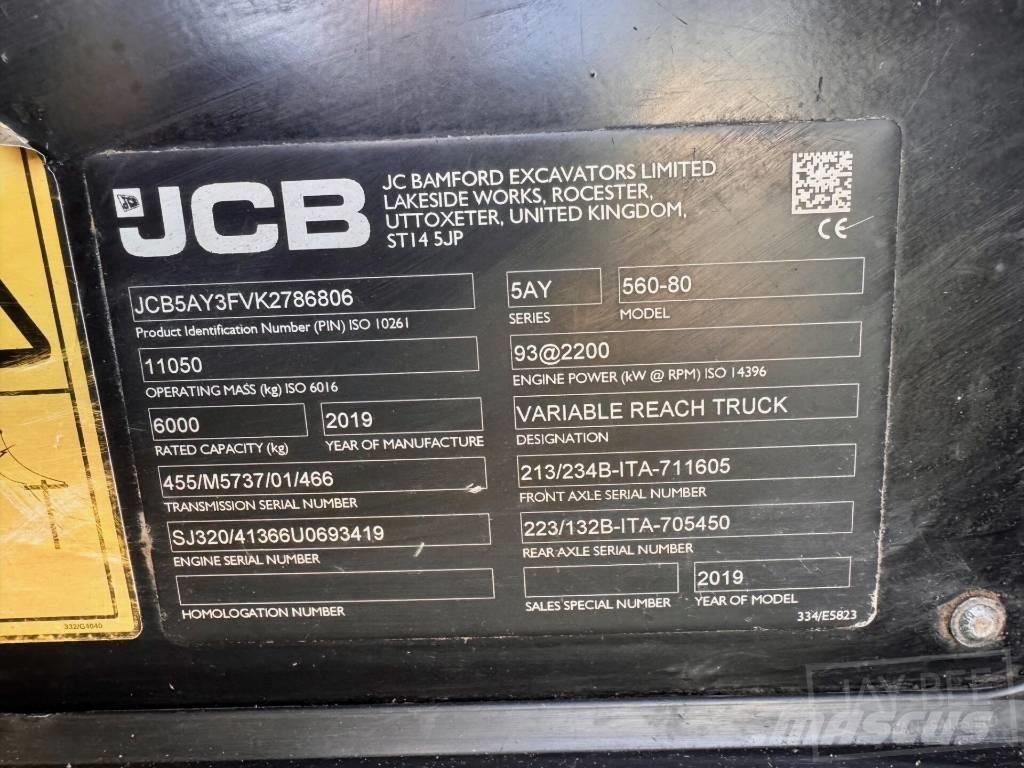 JCB
JC BAMFORD EXCAVATORS LIMITED
LAKESIDE WORKS, ROCESTER,
UTTOXETER, UNITED KINGDOM,
ST14 5JP
CE
JCB5AY3FVK2786806
Product Identification Number (PIN) ISO 10261
5AY
SERIES
560-80
MODEL
11050
OPERATING MASS (kg) ISO 6016
93@2200
ENGINE POWER (kW @ RPM) ISO 14396
6000
RATED CAPACITY (kg)
2019
YEAR OF MANUFACTURE
VARIABLE REACH TRUCK
DESIGNATION
455/M5737/01/466
TRANSMISSION SERIAL NUMBER
213/234B-ITA-711605
FRONT AXLE SERIAL NUMBER
SJ320/41366U0693419
ENGINE SERIAL NUMBER
223/132B-ITA-705450
REAR AXLE SERIAL NUMBER
HOMOLOGATION NUMBER
SALES SPECIAL NUMBER
2019
YEAR OF MODEL
334/E5823
332/G4040
JAY-BEE
MASCUS